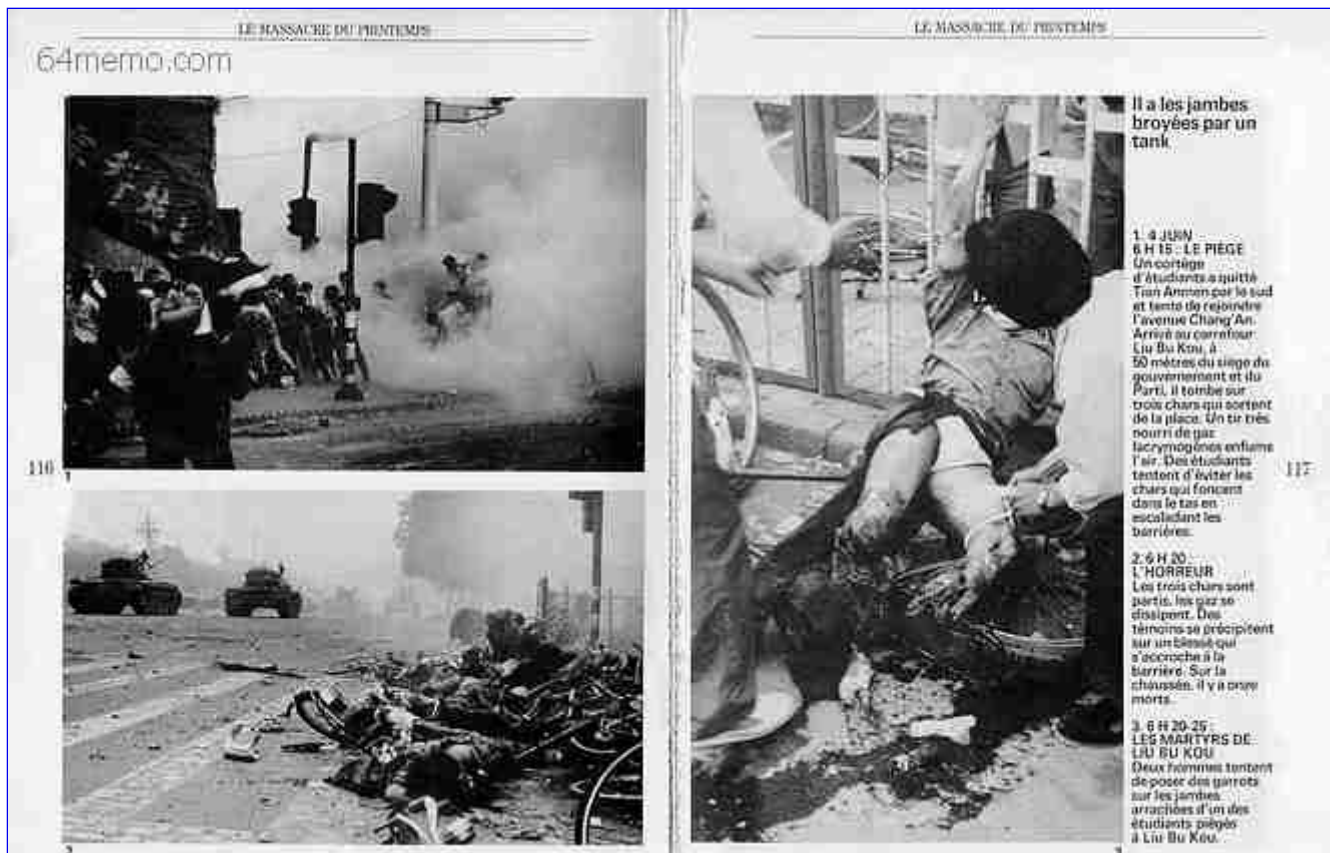 LE MASSACRE DU PRINTEMPS
64memo.com
116
1
2
LE MASSACRE DU PRINTEMPS
Il a les jambes
broyées par un
tank
1. 4 JUIN
6 H 15 : LE PIÈGE
Un cortège
d'étudiants a quitté
Tian Anmen par le sud
et tente de rejoindre
l'avenue Chang'An.
Arrivé au carrefour
Liu Bu Kou, à
50 mètres du siège du
gouvernement et du
Parti, il tombe sur
trois chars qui sortent
de la place. Un tir très
nourri de gaz
lacrymogènes enfume
l'air. Des étudiants
tentent d'éviter les
chars qui foncent
dans le tas en
escaladant les
barrières.
2. 6 H 20 :
L'HORREUR
Les trois chars sont
partis, les gaz se
dissipent. Des
témoins se précipitent
sur un blessé qui
s'accroche à la
barrière. Sur la
chaussée, il y a onze
morts.
3. 6 H 20-25 :
LES MARTYRS DE
LIU BU KOU
Deux hommes tentent
de poser des garrots
sur les jambes
arrachées d'un des
étudiants piégés
à Liu Bu Kou.
117